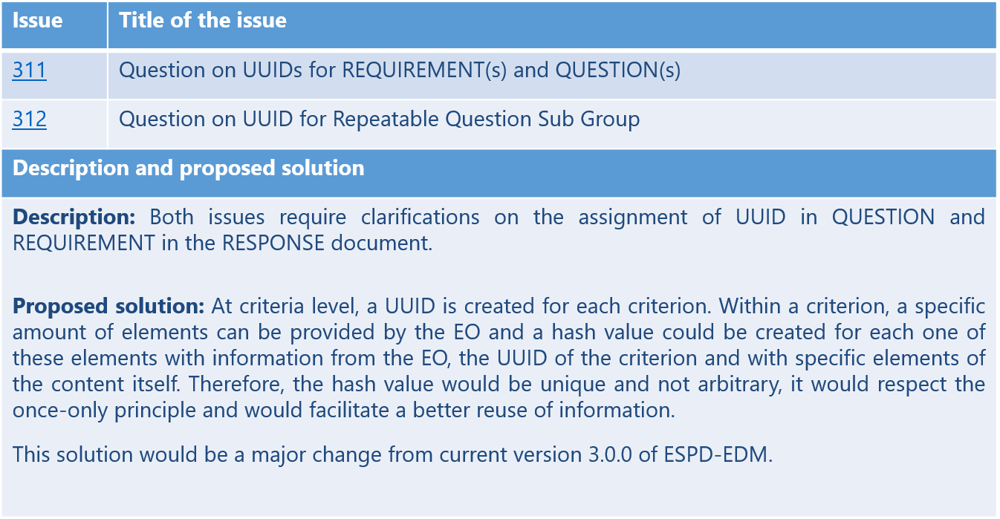 Issue Title of the issue
311 Question on UUIDs for REQUIREMENT(s) and QUESTION(s)
312 Question on UUID for Repeatable Question Sub Group
Description and proposed solution
Description: Both issues require clarifications on the assignment of UUID in QUESTION and
REQUIREMENT in the RESPONSE document.
Proposed solution: At criteria level, a UUID is created for each criterion. Within a criterion, a specific
amount of elements can be provided by the EO and a hash value could be created for each one of
these elements with information from the EO, the UUID of the criterion and with specific elements of
the content itself. Therefore, the hash value would be unique and not arbitrary, it would respect the
once-only principle and would facilitate a better reuse of information.
This solution would be a major change from current version 3.0.0 of ESPD-EDM.